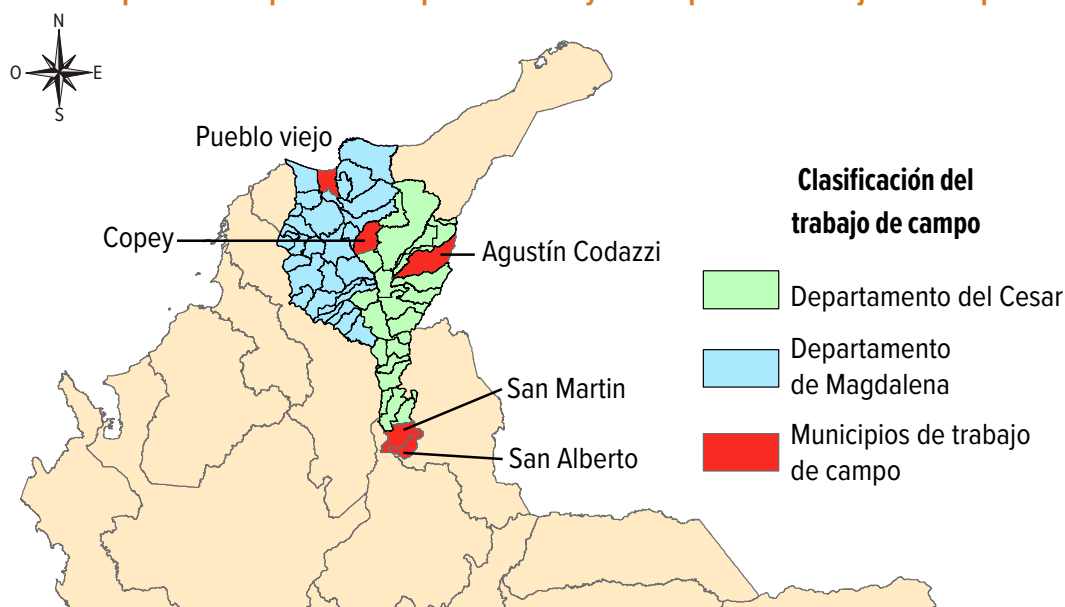 N
O
E
S
Pueblo viejo
Copey
Agustín Codazzi
San Martin
San Alberto
Clasificación del
trabajo de campo
Departamento del Cesar
Departamento
de Magdalena
Municipios de trabajo
de campo